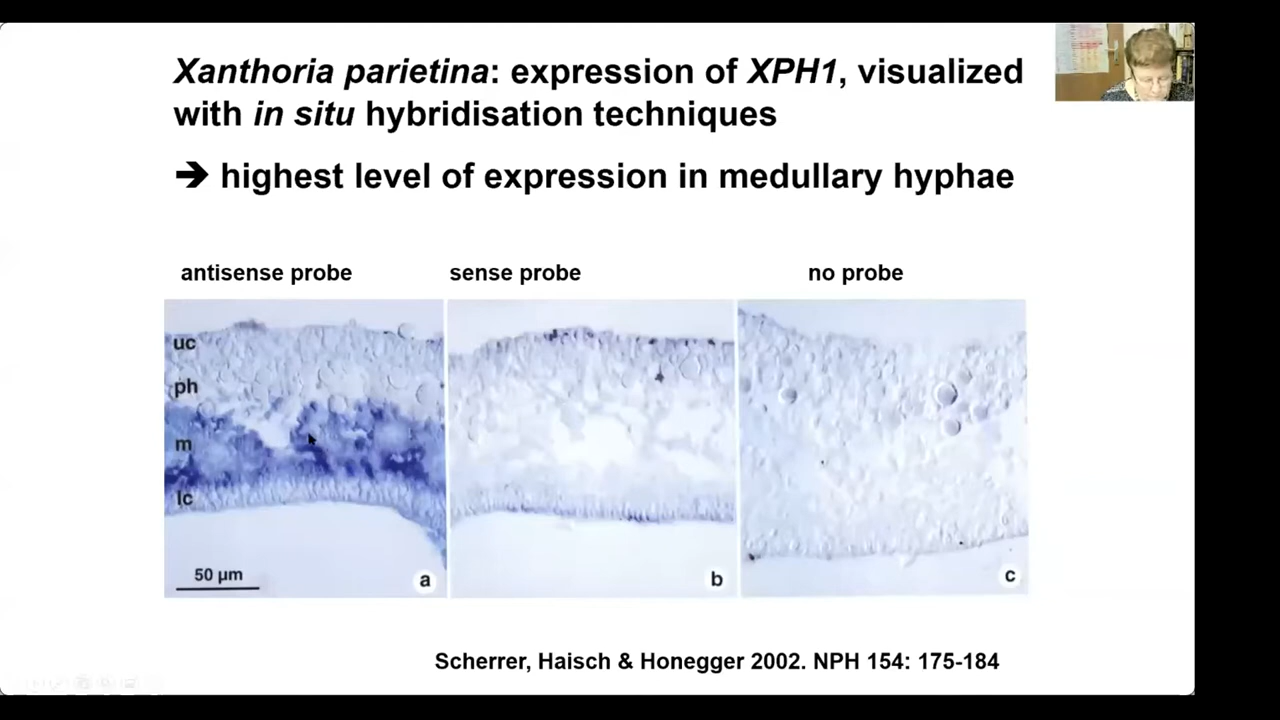 Xanthoria parietina: expression of XPH1, visualized
with in situ hybridisation techniques
➔ highest level of expression in medullary hyphae
antisense probe sense probe no probe
uc
ph
m
lc
50 µm a b c
Scherrer, Haisch & Honegger 2002. NPH 154: 175-184